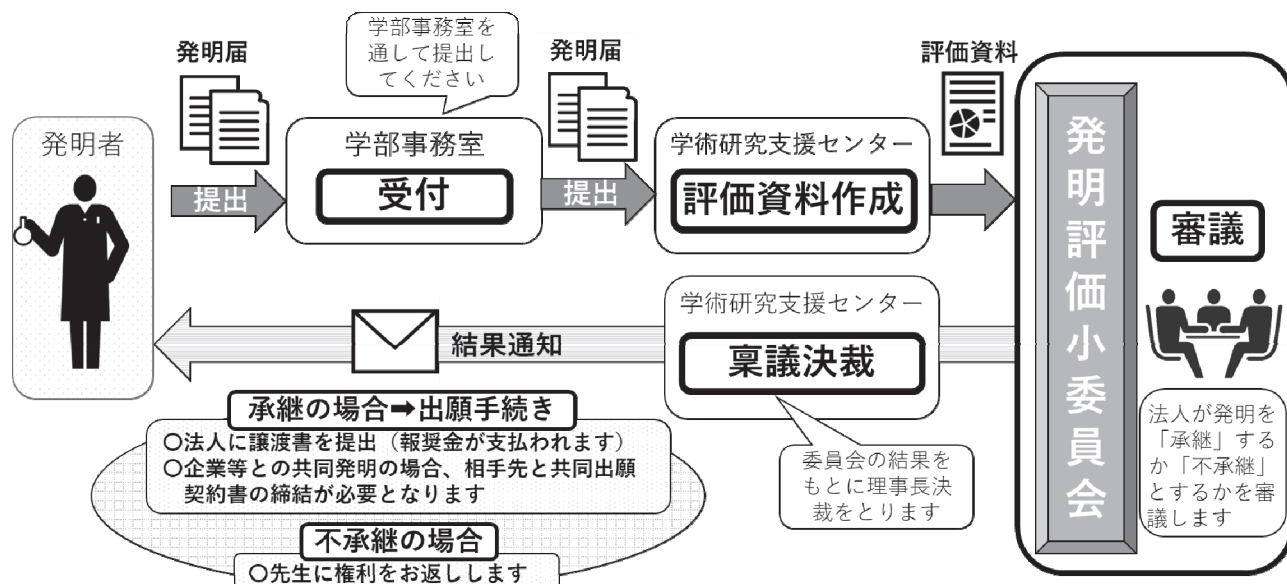 発明者
発明届
提出
学部事務室を
通して提出し
てください
学部事務室
受付
発明届
提出
学術研究支援センター
評価資料作成
評価資料
発明評価小委員会
審議
法人が発明を
「承継」する
か「不承継」
とするかを審
議します
学術研究支援センター
稟議決裁
委員会の結果を
もとに理事長決
裁をとります
結果通知
承継の場合➡出願手続き
〇法人に譲渡書を提出（報奨金が支払われます）
〇企業等との共同発明の場合、相手先と共同出願
契約書の締結が必要となります
不承継の場合
〇先生に権利をお返しします